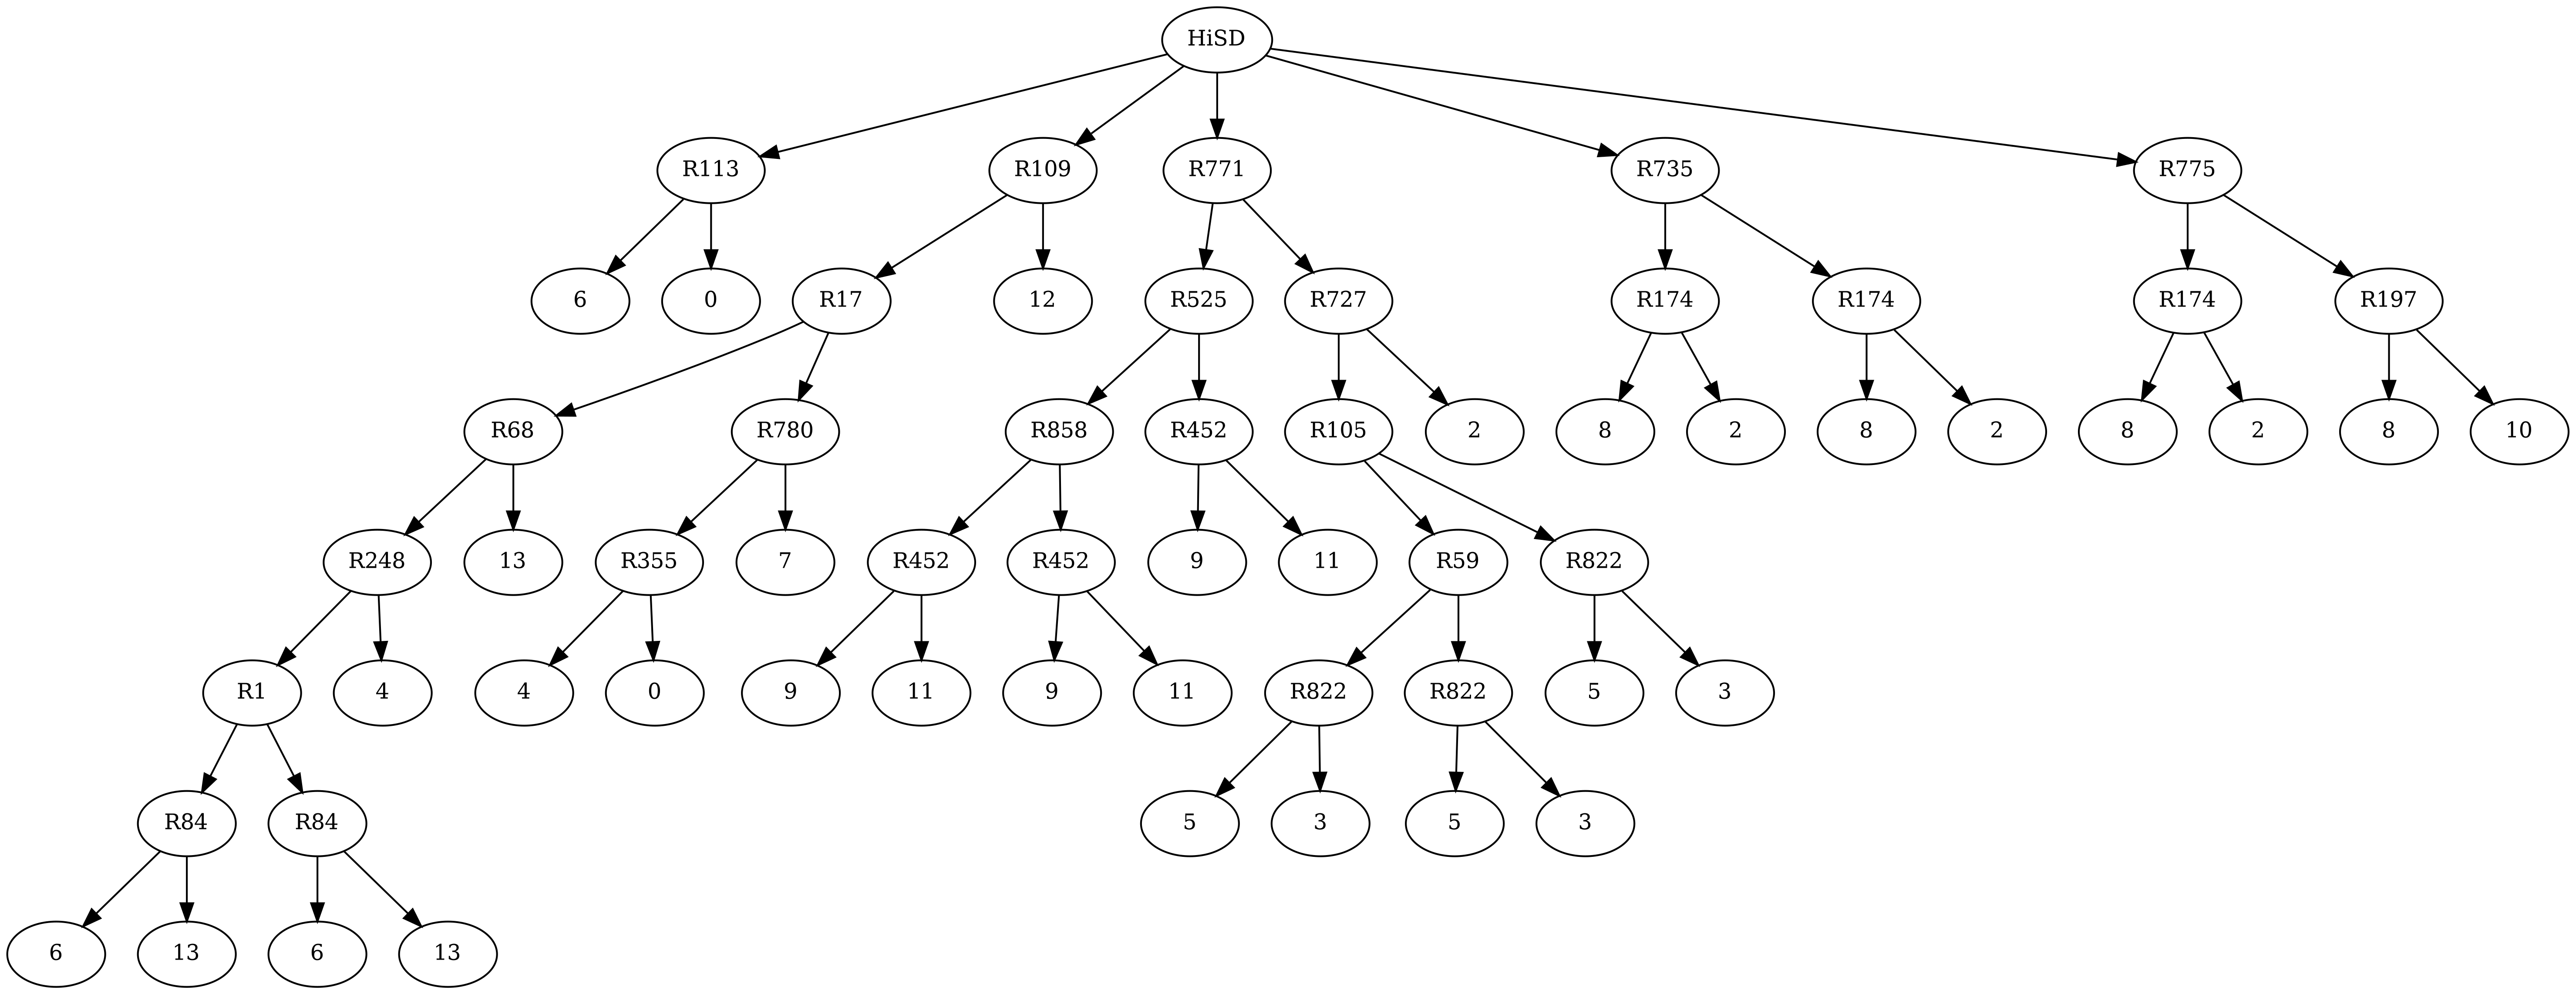 HiSD
R113 R109 R771 R735 R775
6 0 R17 12 R525 R727 R174 R174 R174 R197
R68 R780 R858 R452 R105 2 8 2 8 2 8 2 8 10
R248 13 R355 7 R452 R452 9 11 R59 R822
R1 4 4 0 9 11 9 11 R822 R822 5 3
R84 R84 5 3 5 3
6 13 6 13